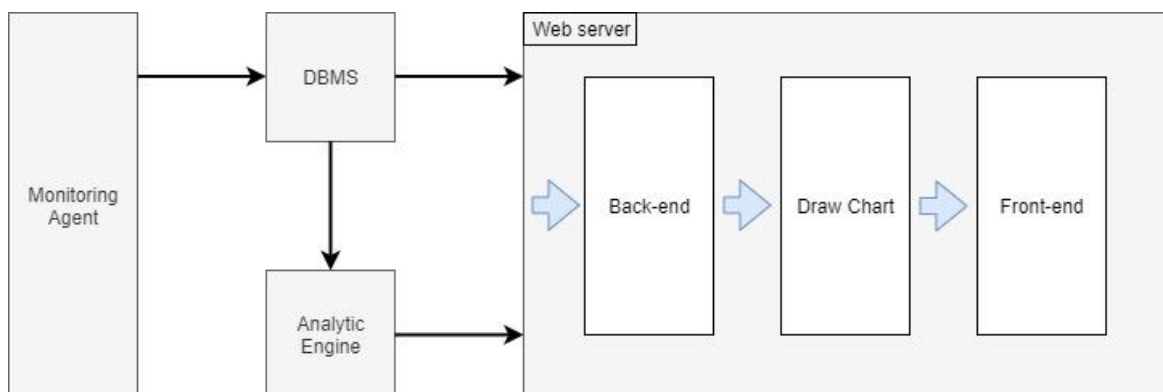 Web server
DBMS
Monitoring
Agent
Back-end
Draw Chart
Front-end
Analytic
Engine